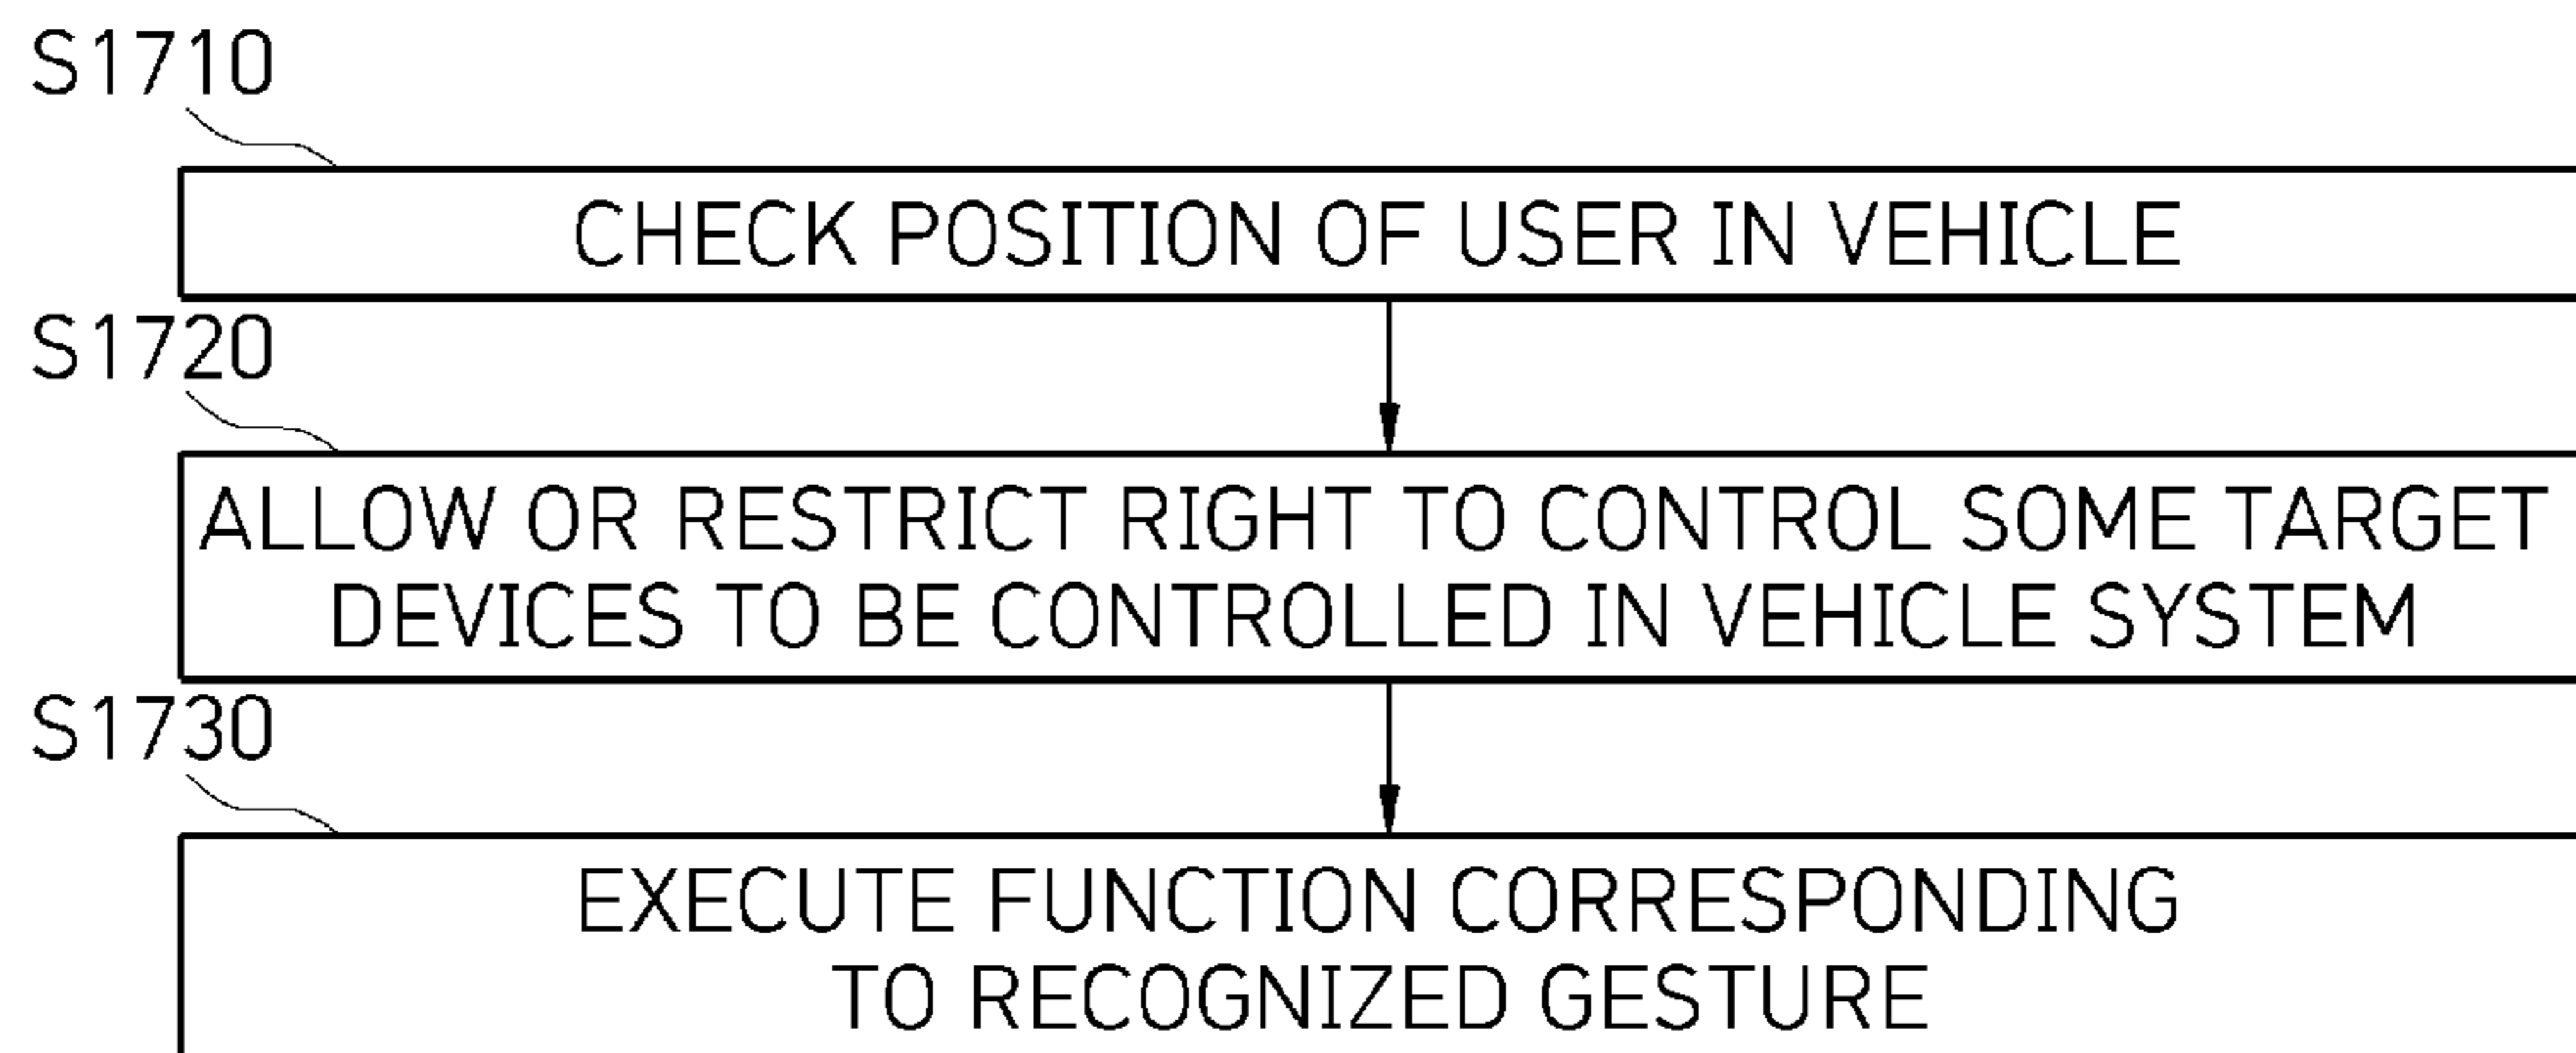 S1710
CHECK POSITION OF USER IN VEHICLE
S1720
ALLOW OR RESTRICT RIGHT TO CONTROL SOME TARGET
DEVICES TO BE CONTROLLED IN VEHICLE SYSTEM
S1730
EXECUTE FUNCTION CORRESPONDING
TO RECOGNIZED GESTURE